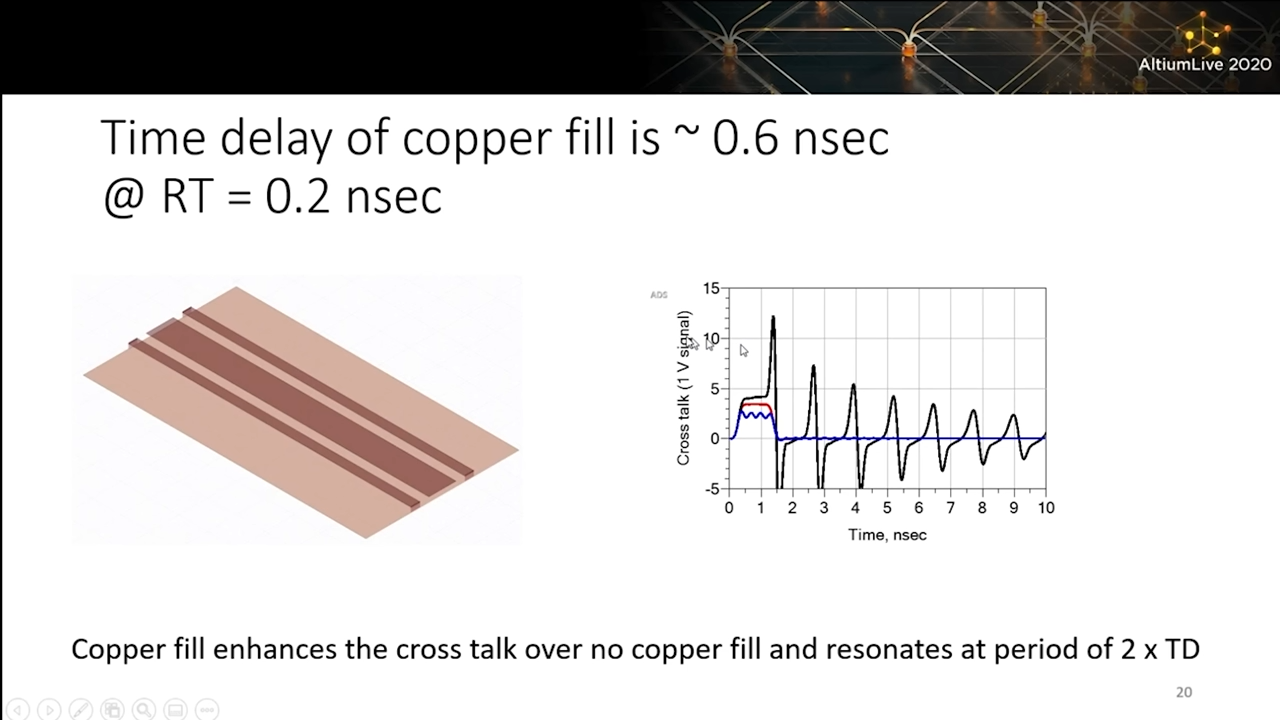 AltiumLive 2020
Time delay of copper fill is ~ 0.6 nsec
@ RT = 0.2 nsec
ADS
Cross talk (1 V signal)
15
10
5
0
-5
0 1 2 3 4 5 6 7 8 9 10
Time, nsec
Copper fill enhances the cross talk over no copper fill and resonates at period of 2 x TD
20